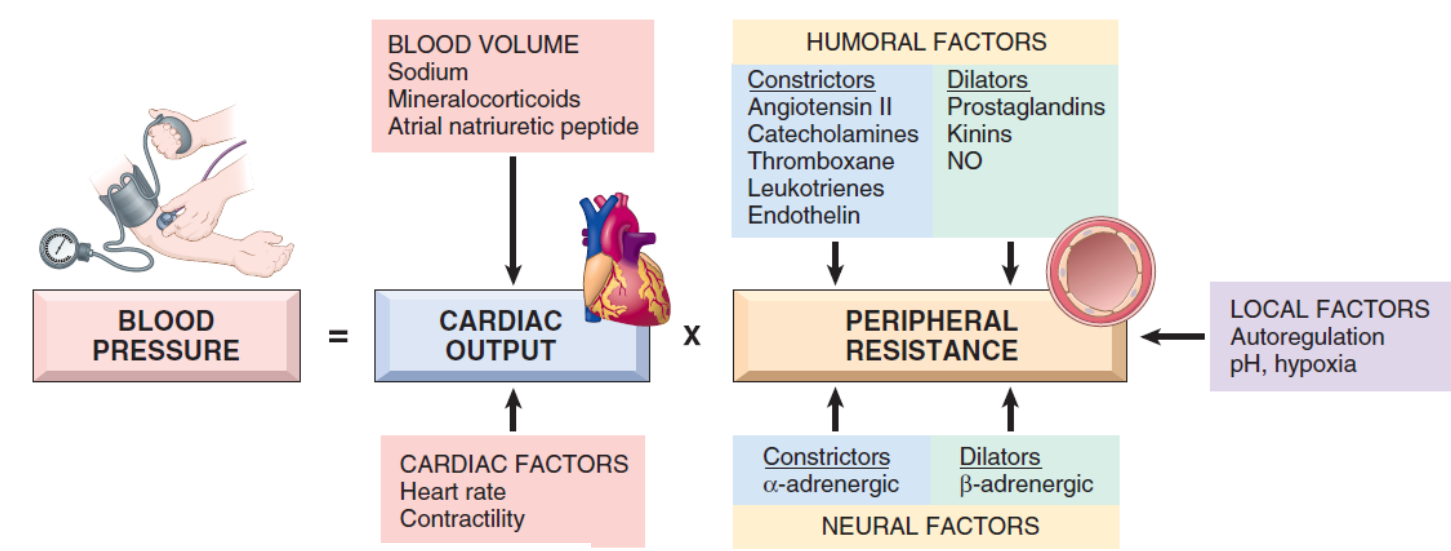 BLOOD VOLUME
Sodium
Mineralocorticoids
Atrial natriuretic peptide
HUMORAL FACTORS
Constrictors
Angiotensin II
Catecholamines
Thromboxane
Leukotrienes
Endothelin
Dilators
Prostaglandins
Kinins
NO
BLOOD
PRESSURE
=
CARDIAC
OUTPUT
x
PERIPHERAL
RESISTANCE
LOCAL FACTORS
Autoregulation
pH, hypoxia
CARDIAC FACTORS
Heart rate
Contractility
Constrictors
α-adrenergic
Dilators
β-adrenergic
NEURAL FACTORS